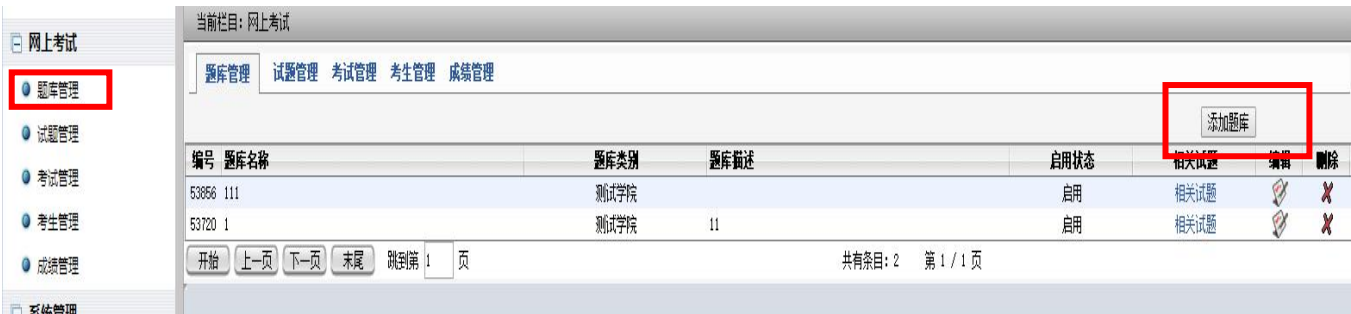 当前栏目:网上考试
网上考试
题库管理
试题管理
考试管理
考生管理
成绩管理
系统管理
题库管理 试题管理 考试管理 考生管理 成绩管理
添加题库
编号 题库名称 题库类别 题库描述 启用状态 相关试题 编辑 删除
53856 111 测试学院 启用 相关试题
53720 1 测试学院 11 启用 相关试题
开始 上一页 下一页 末尾 跳到第 1 页 共有条目:2 第 1 / 1 页